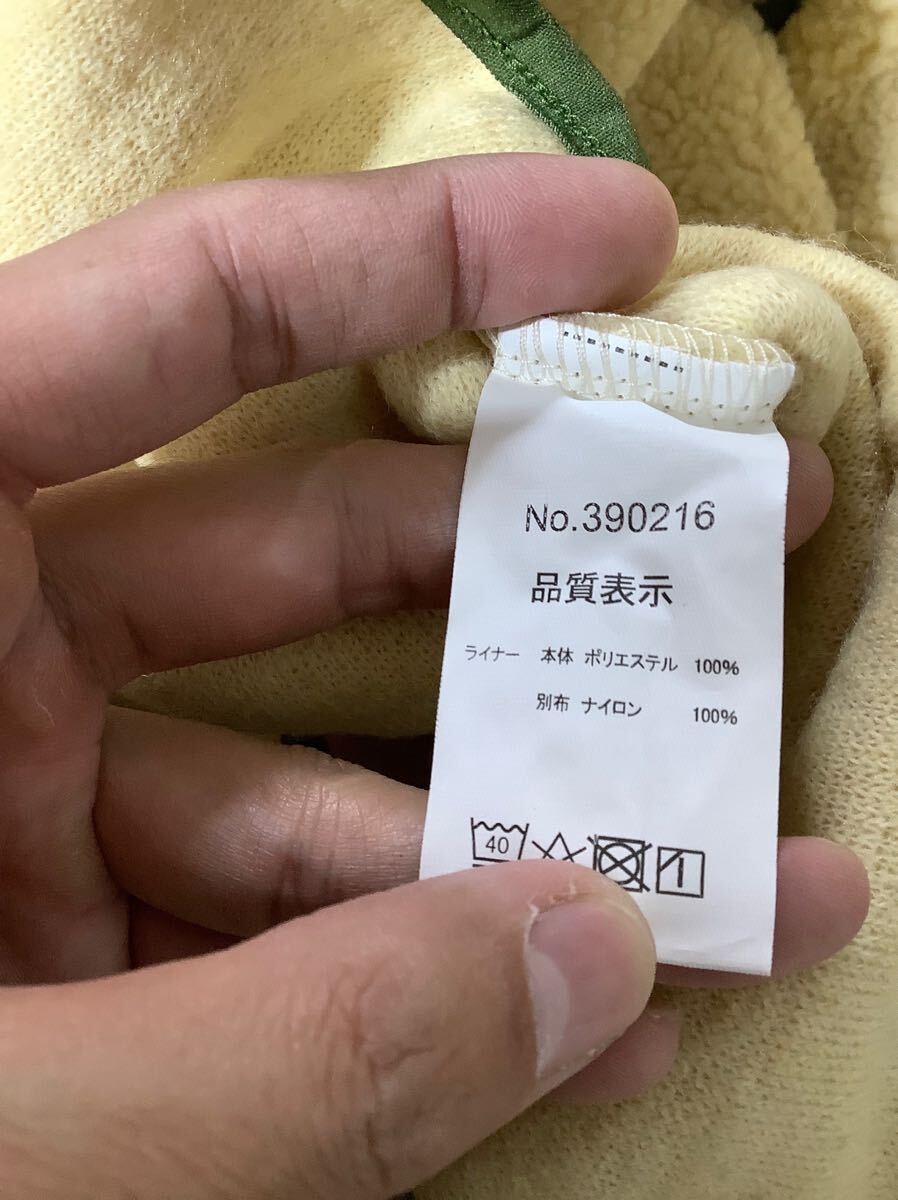 No.390216
品質表示
ライナー 本体 ポリエステル 100%
別布 ナイロン 100%
40